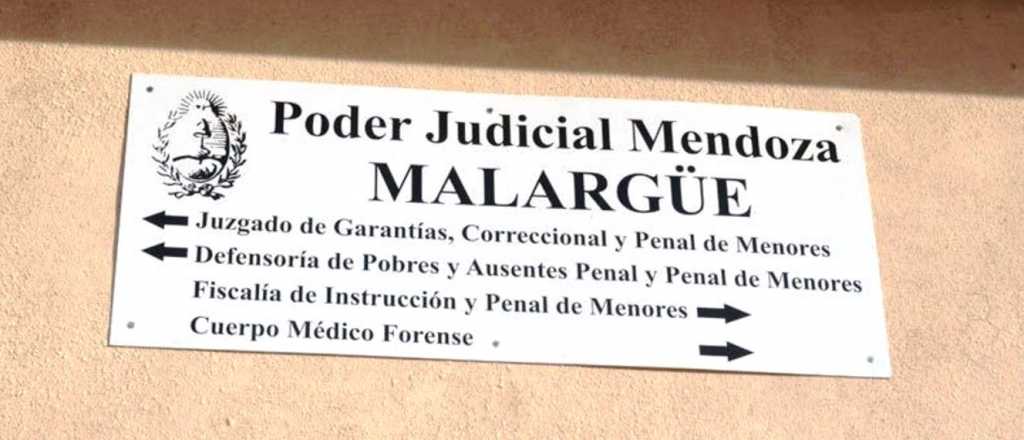 Poder Judicial Mendoza
MALARGÜE
Juzgado de Garantías, Correccional y Penal de Menores
Defensoría de Pobres y Ausentes Penal y Penal de Menores
Fiscalía de Instrucción y Penal de Menores
Cuerpo Médico Forense